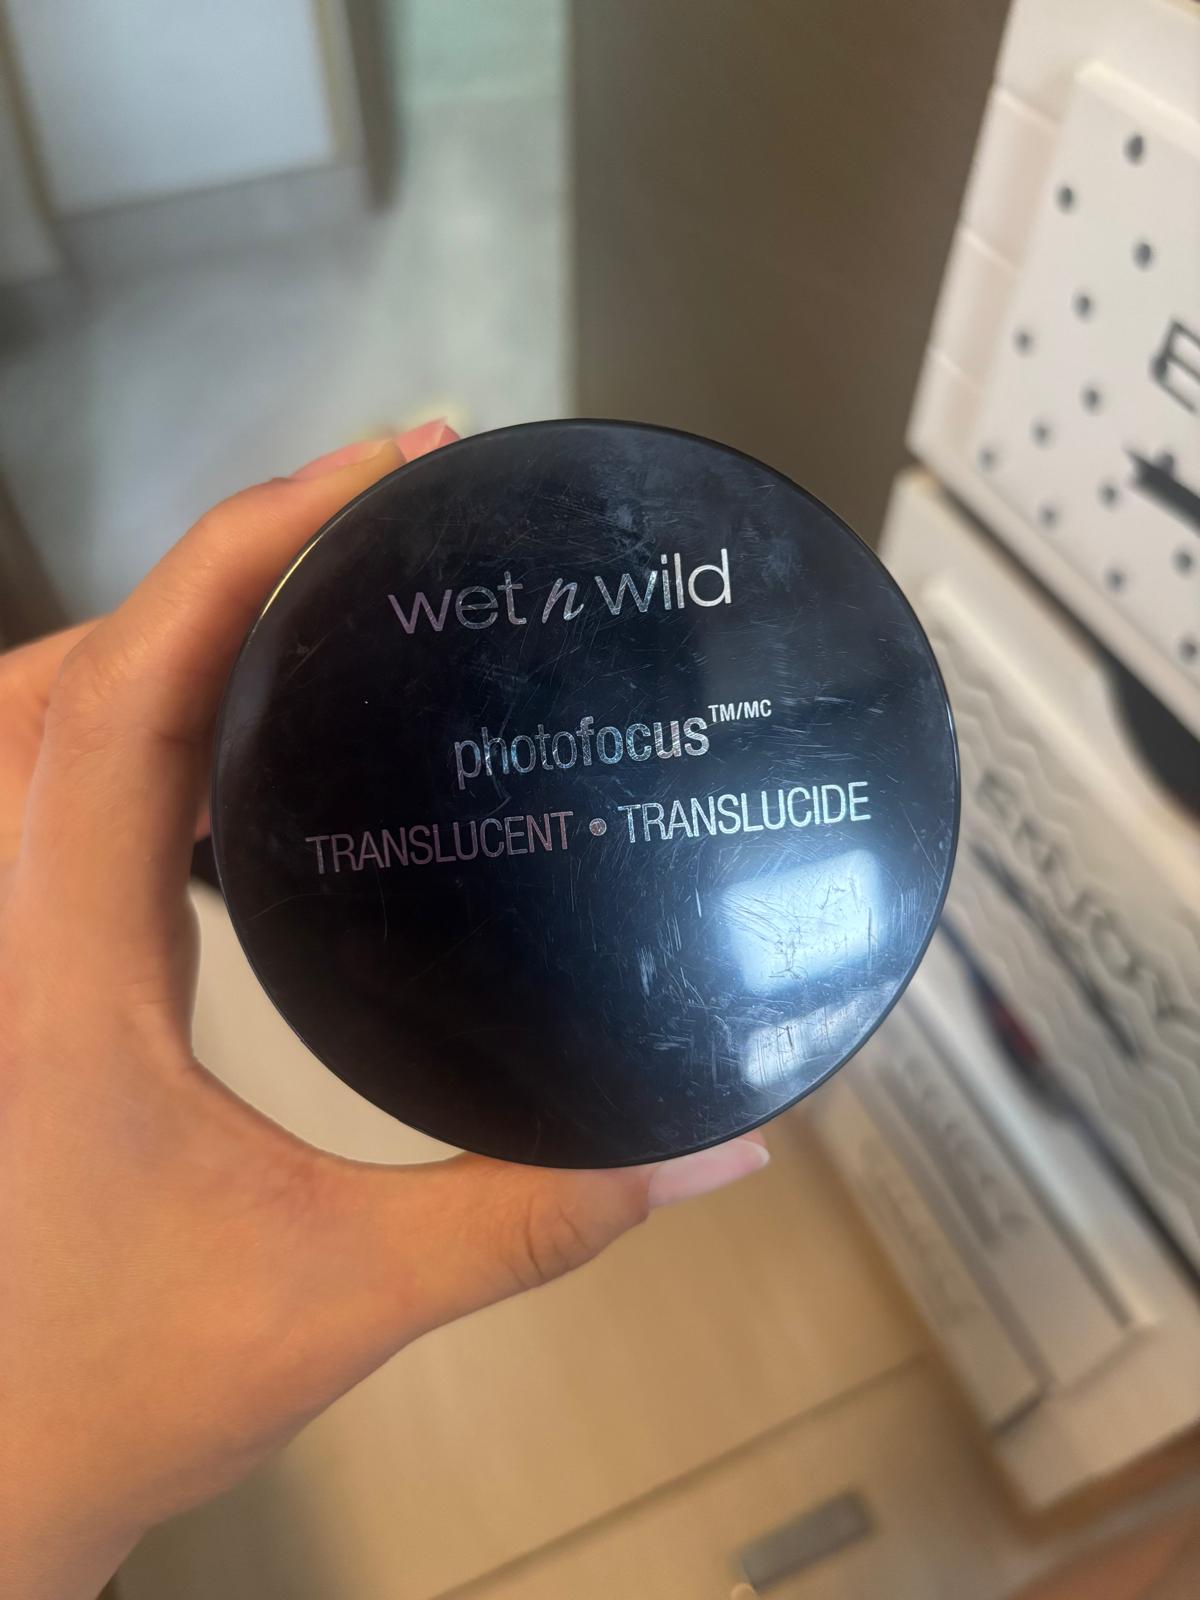 wet n wild
photofocus™/MC
TRANSLUCENT • TRANSLUCIDE